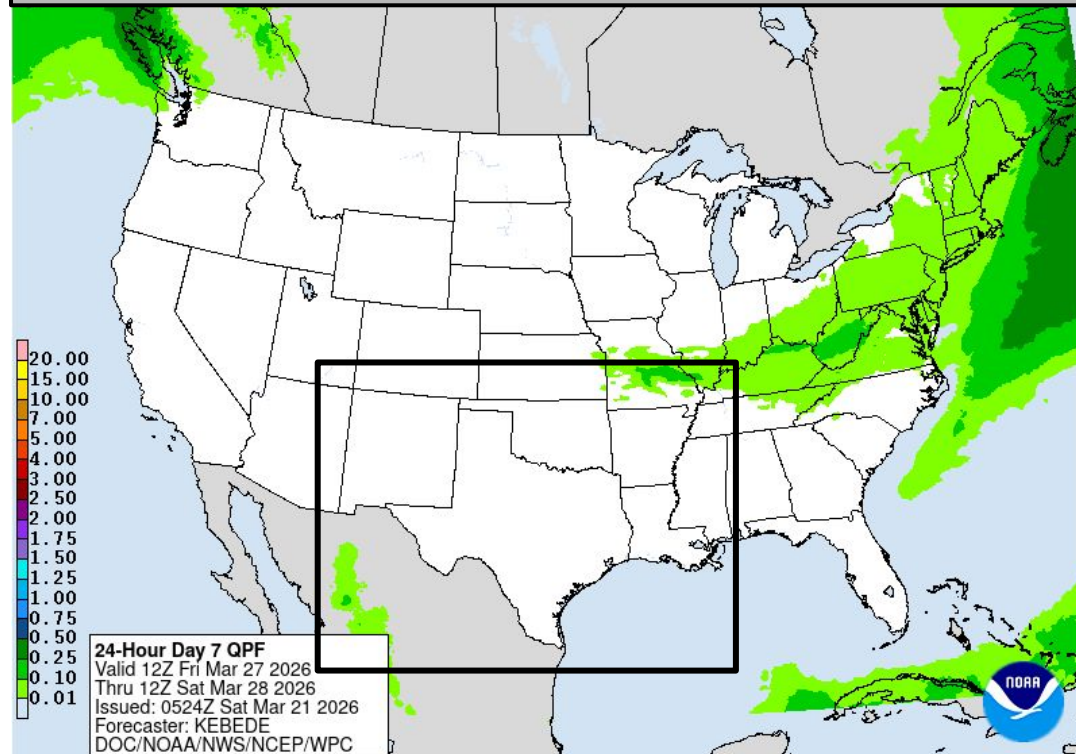 20.00
15.00
10.00
7.00
5.00
4.00
3.00
2.50
2.00
1.75
1.50
1.25
1.00
0.75
0.50
0.25
0.10
0.01
24-Hour Day 7 QPF
Valid 12Z Fri Mar 27 2026
Thru 12Z Sat Mar 28 2026
Issued: 0524Z Sat Mar 21 2026
Forecaster: KEBEDE
DOC/NOAA/NWS/NCEP/WPC
NOAA